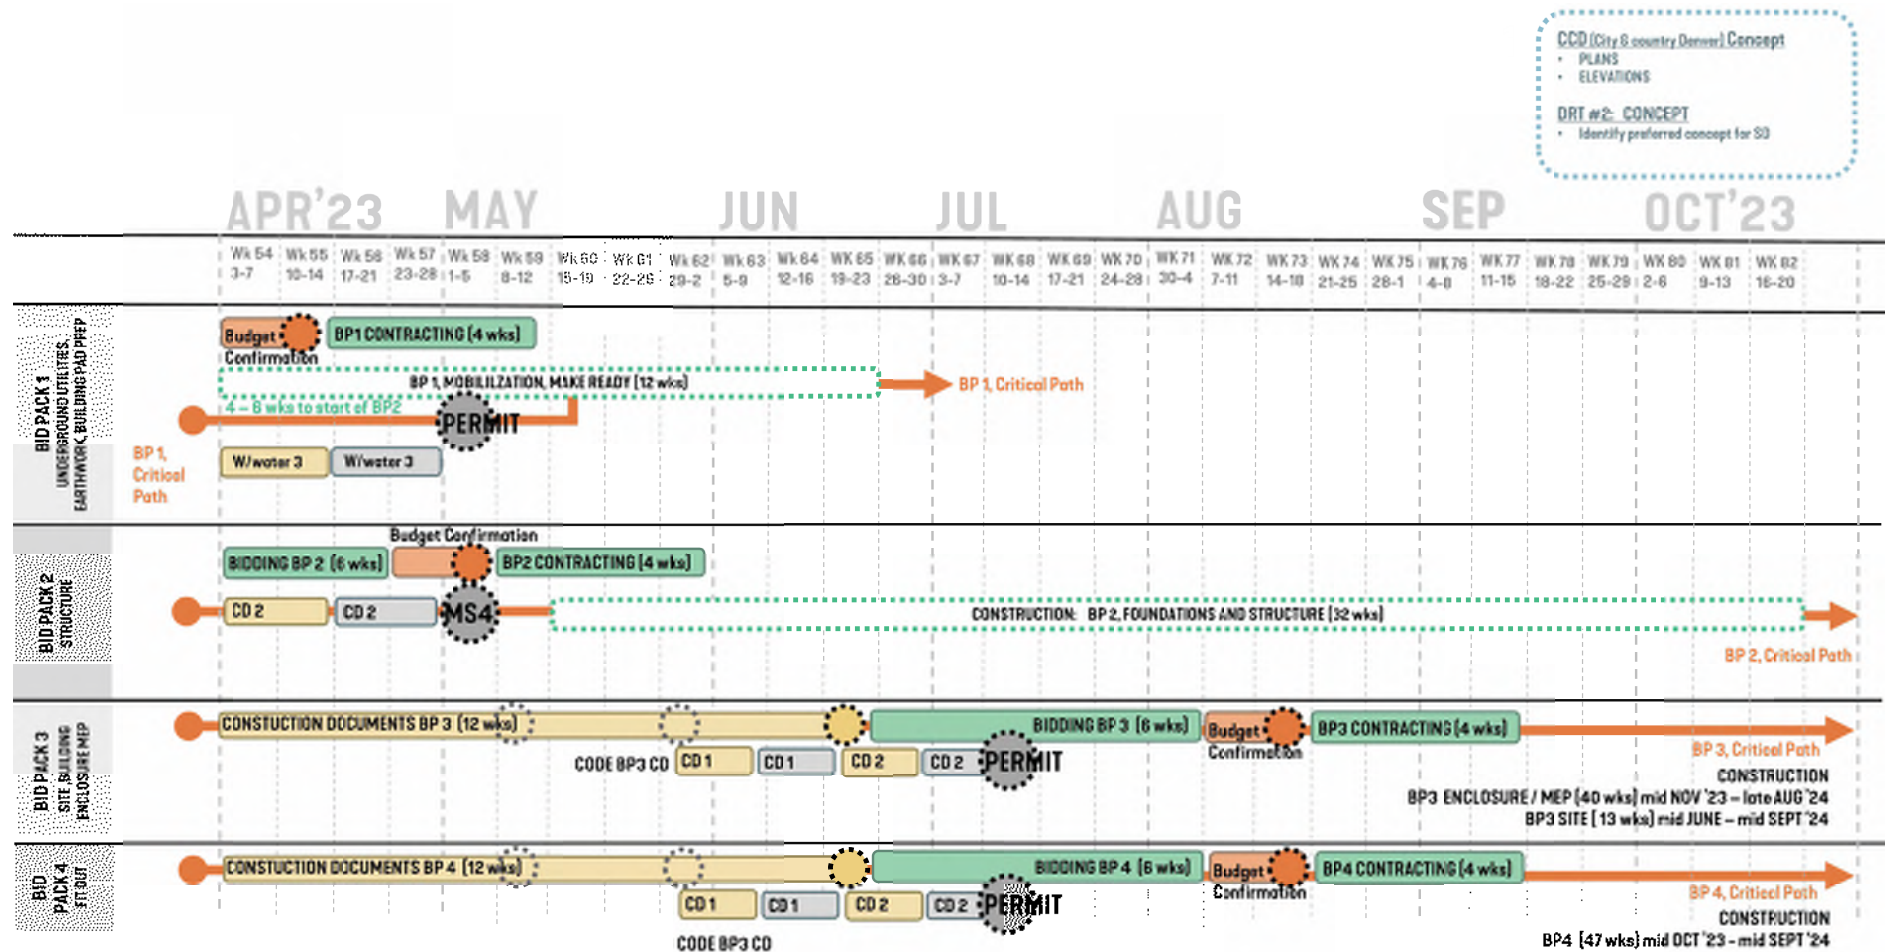 CCD (City & country Denver) Concept
• PLANS
• ELEVATIONS
DRT #2: CONCEPT
• Identify preferred concept for SD
APR'23 MAY JUN JUL AUG SEP OCT'23
Wk 54 Wk 55 Wk 56 Wk 57 Wk 58 Wk 59 Wk 60 Wk 61 Wk 62 Wk 63 Wk 64 WK 65 WK 66 WK 67 WK 68 WK 69 WK 70 WK 71 WK 72 WK 73 WK 74 WK 75 WK 76 WK 77 WK 78 WK 79 WK 80 WK 81 WK 82
3-7 10-14 17-21 23-28 1-5 8-12 15-19 22-26 29-2 5-9 12-16 19-23 26-30 3-7 10-14 17-21 24-28 30-4 7-11 14-18 21-25 28-1 4-8 11-15 18-22 25-29 2-6 9-13 16-20
BID PACK 1
UNDERGROUND UTILITIES,
EARTHWORK, BUILDING PAD PREP
Budget
Confirmation
BP1 CONTRACTING (4 wks)
BP 1, MOBILILZATION, MAKE READY (12 wks)
BP 1, Critical Path
4 – 6 wks to start of BP2
PERMIT
BP 1,
Critical
Path
W/water 3
W/water 3
BID PACK 2
STRUCTURE
Budget Confirmation
BIDDING BP 2 (6 wks)
BP2 CONTRACTING (4 wks)
CD 2
CD 2
MS4
CONSTRUCTION: BP 2, FOUNDATIONS AND STRUCTURE (32 wks)
BP 2, Critical Path
BID PACK 3
SITE, BUILDING
ENCLOSURE MEP
CONSTUCTION DOCUMENTS BP 3 (12 wks)
BIDDING BP 3 (6 wks)
Budget
Confirmation
BP3 CONTRACTING (4 wks)
BP 3, Critical Path
CODE BP3 CD
CD 1
CD 1
CD 2
CD 2
PERMIT
CONSTRUCTION
BP3 ENCLOSURE / MEP (40 wks) mid NOV '23 – late AUG '24
BP3 SITE ( 13 wks) mid JUNE – mid SEPT '24
BID
PACK 4
FIT OUT
CONSTUCTION DOCUMENTS BP 4 (12 wks)
BIDDING BP 4 (6 wks)
Budget
Confirmation
BP4 CONTRACTING (4 wks)
BP 4, Critical Path
CD 1
CD 1
CD 2
CD 2
PERMIT
CODE BP3 CD
CONSTRUCTION
BP4 (47 wks) mid OCT '23 - mid SEPT '24